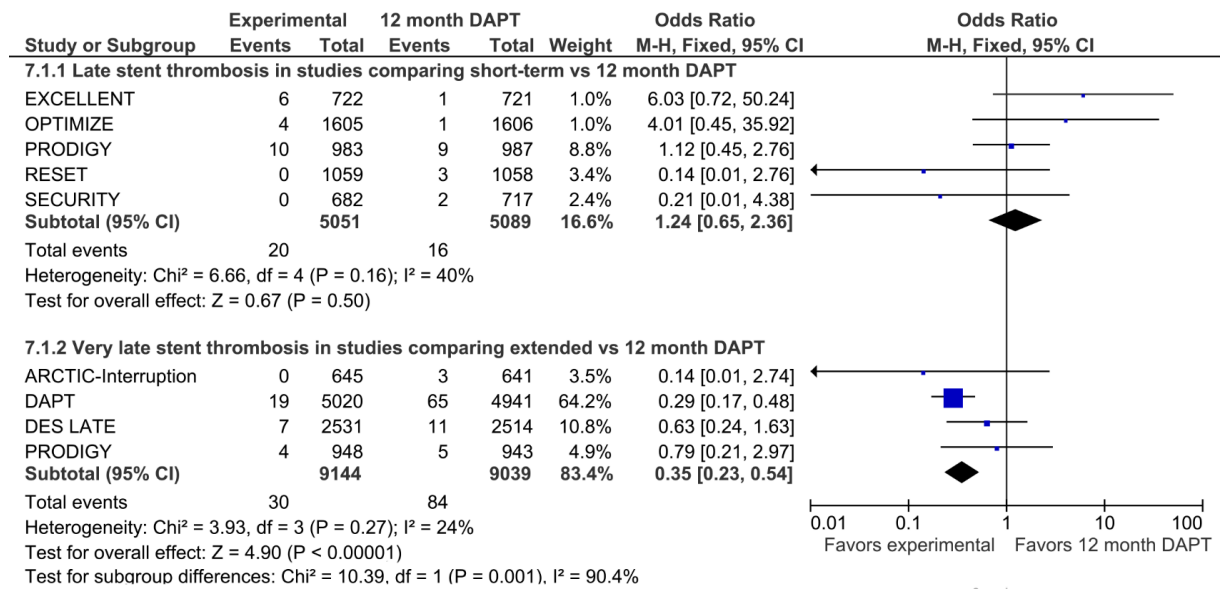 Experimental 12 month DAPT Odds Ratio Odds Ratio
Study or Subgroup Events Total Events Total Weight M-H, Fixed, 95% CI M-H, Fixed, 95% CI
7.1.1 Late stent thrombosis in studies comparing short-term vs 12 month DAPT
EXCELLENT 6 722 1 721 1.0% 6.03 [0.72, 50.24]
OPTIMIZE 4 1605 1 1606 1.0% 4.01 [0.45, 35.92]
PRODIGY 10 983 9 987 8.8% 1.12 [0.45, 2.76]
RESET 0 1059 3 1058 3.4% 0.14 [0.01, 2.76]
SECURITY 0 682 2 717 2.4% 0.21 [0.01, 4.38]
Subtotal (95% CI) 5051 5089 16.6% 1.24 [0.65, 2.36]
Total events 20 16
Heterogeneity: Chi² = 6.66, df = 4 (P = 0.16); I² = 40%
Test for overall effect: Z = 0.67 (P = 0.50)
7.1.2 Very late stent thrombosis in studies comparing extended vs 12 month DAPT
ARCTIC-Interruption 0 645 3 641 3.5% 0.14 [0.01, 2.74]
DAPT 19 5020 65 4941 64.2% 0.29 [0.17, 0.48]
DES LATE 7 2531 11 2514 10.8% 0.63 [0.24, 1.63]
PRODIGY 4 948 5 943 4.9% 0.79 [0.21, 2.97]
Subtotal (95% CI) 9144 9039 83.4% 0.35 [0.23, 0.54]
Total events 30 84
Heterogeneity: Chi² = 3.93, df = 3 (P = 0.27); I² = 24%
Test for overall effect: Z = 4.90 (P < 0.00001)
Test for subgroup differences: Chi² = 10.39, df = 1 (P = 0.001), I² = 90.4%
0.01 0.1 1 10 100
Favors experimental Favors 12 month DAPT